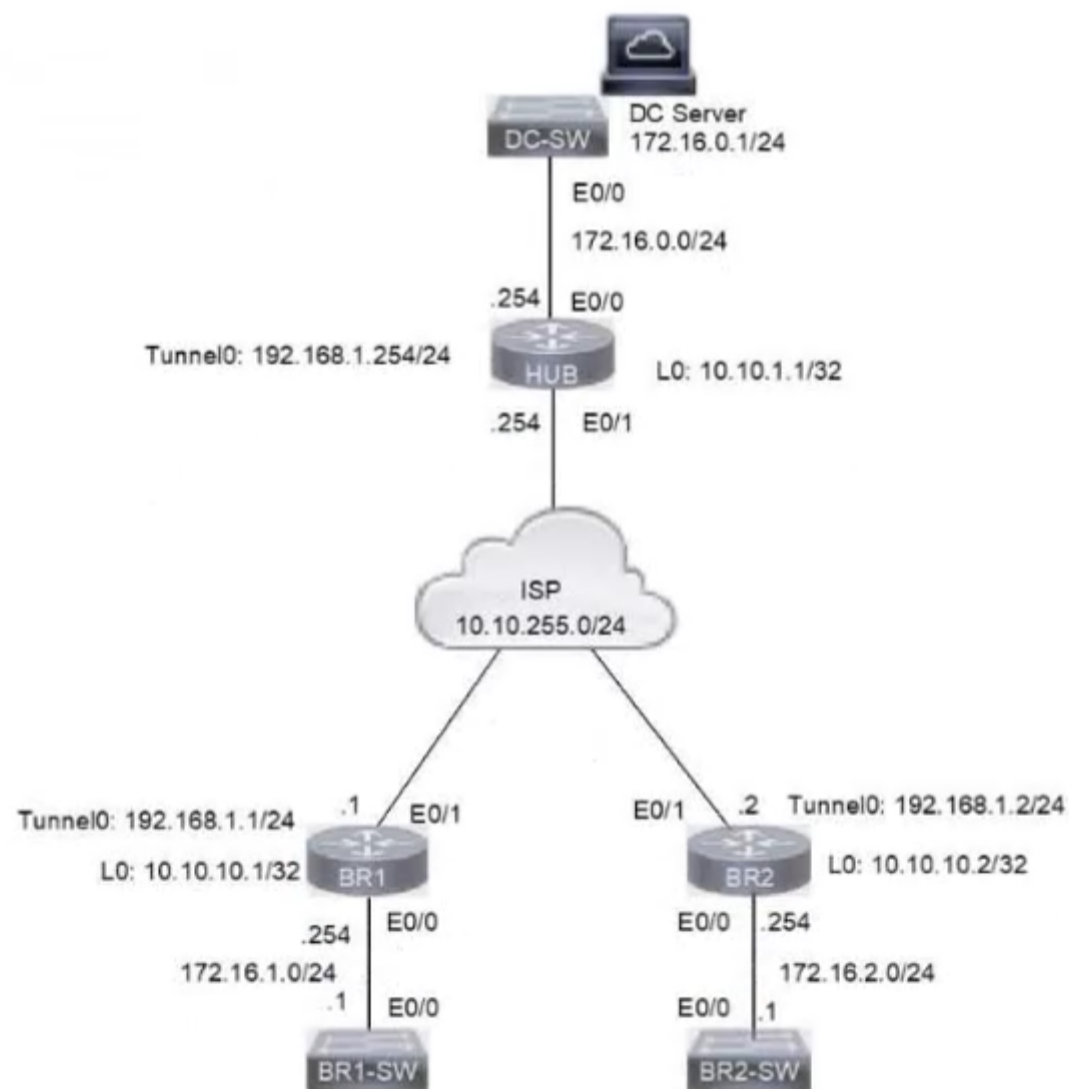 DC Server
DC-SW
172.16.0.1/24
E0/0
172.16.0.0/24
.254
E0/0
Tunnel0: 192.168.1.254/24
HUB
L0: 10.10.1.1/32
.254
E0/1
ISP
10.10.255.0/24
.1
E0/1
Tunnel0: 192.168.1.1/24
L0: 10.10.10.1/32
BR1
E0/1
.2
Tunnel0: 192.168.1.2/24
BR2
L0: 10.10.10.2/32
.254
E0/0
172.16.1.0/24
.1
E0/0
BR1-SW
E0/0
.254
172.16.2.0/24
E0/0
.1
BR2-SW